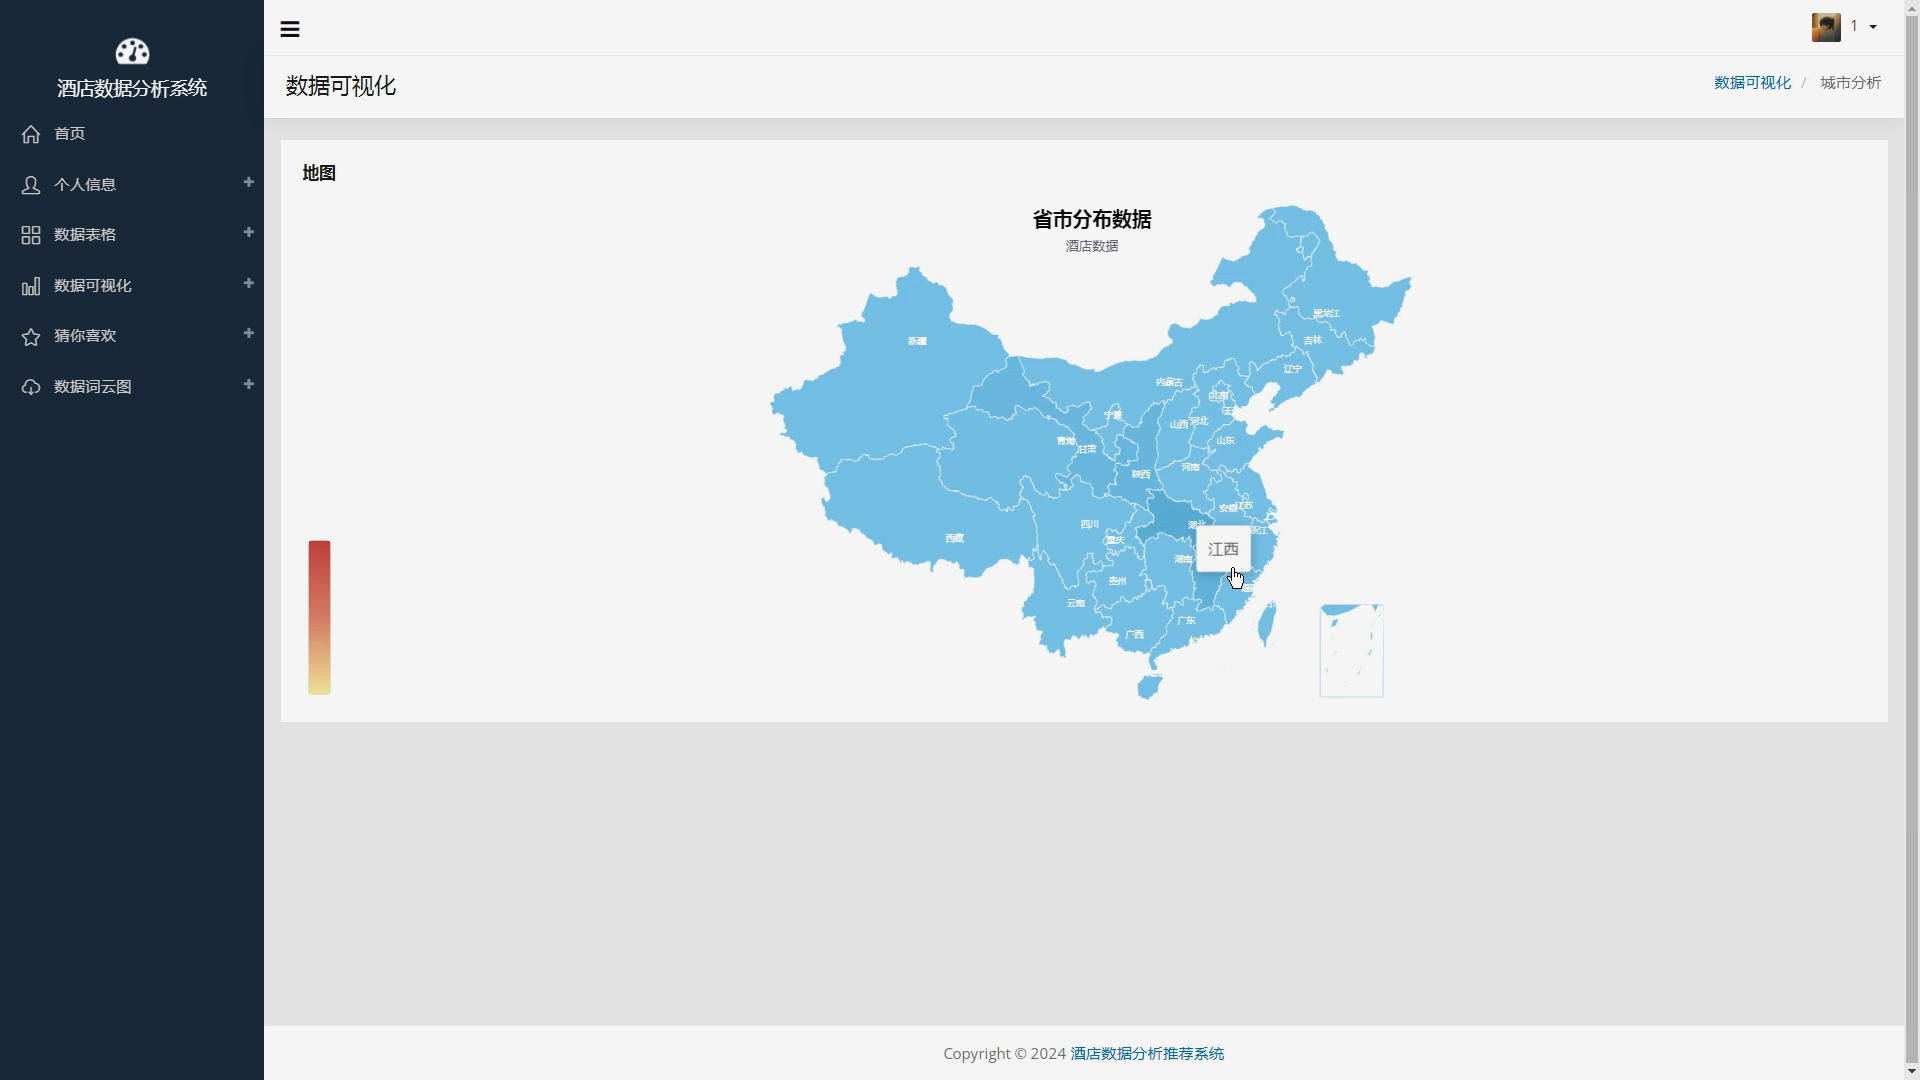 酒店数据分析系统
首页
个人信息
数据表格
数据可视化
猜你喜欢
数据词云图
1
数据可视化
数据可视化 / 城市分析
地图
省市分布数据
酒店数据
黑龙江
吉林
辽宁
新疆
内蒙古
北京
宁夏
山西
河北
青海
甘肃
山东
陕西
河南
安徽
江苏
四川
湖北
浙江
西藏
重庆
江西
湖南
贵州
云南
广东
广西
Copyright © 2024 酒店数据分析推荐系统